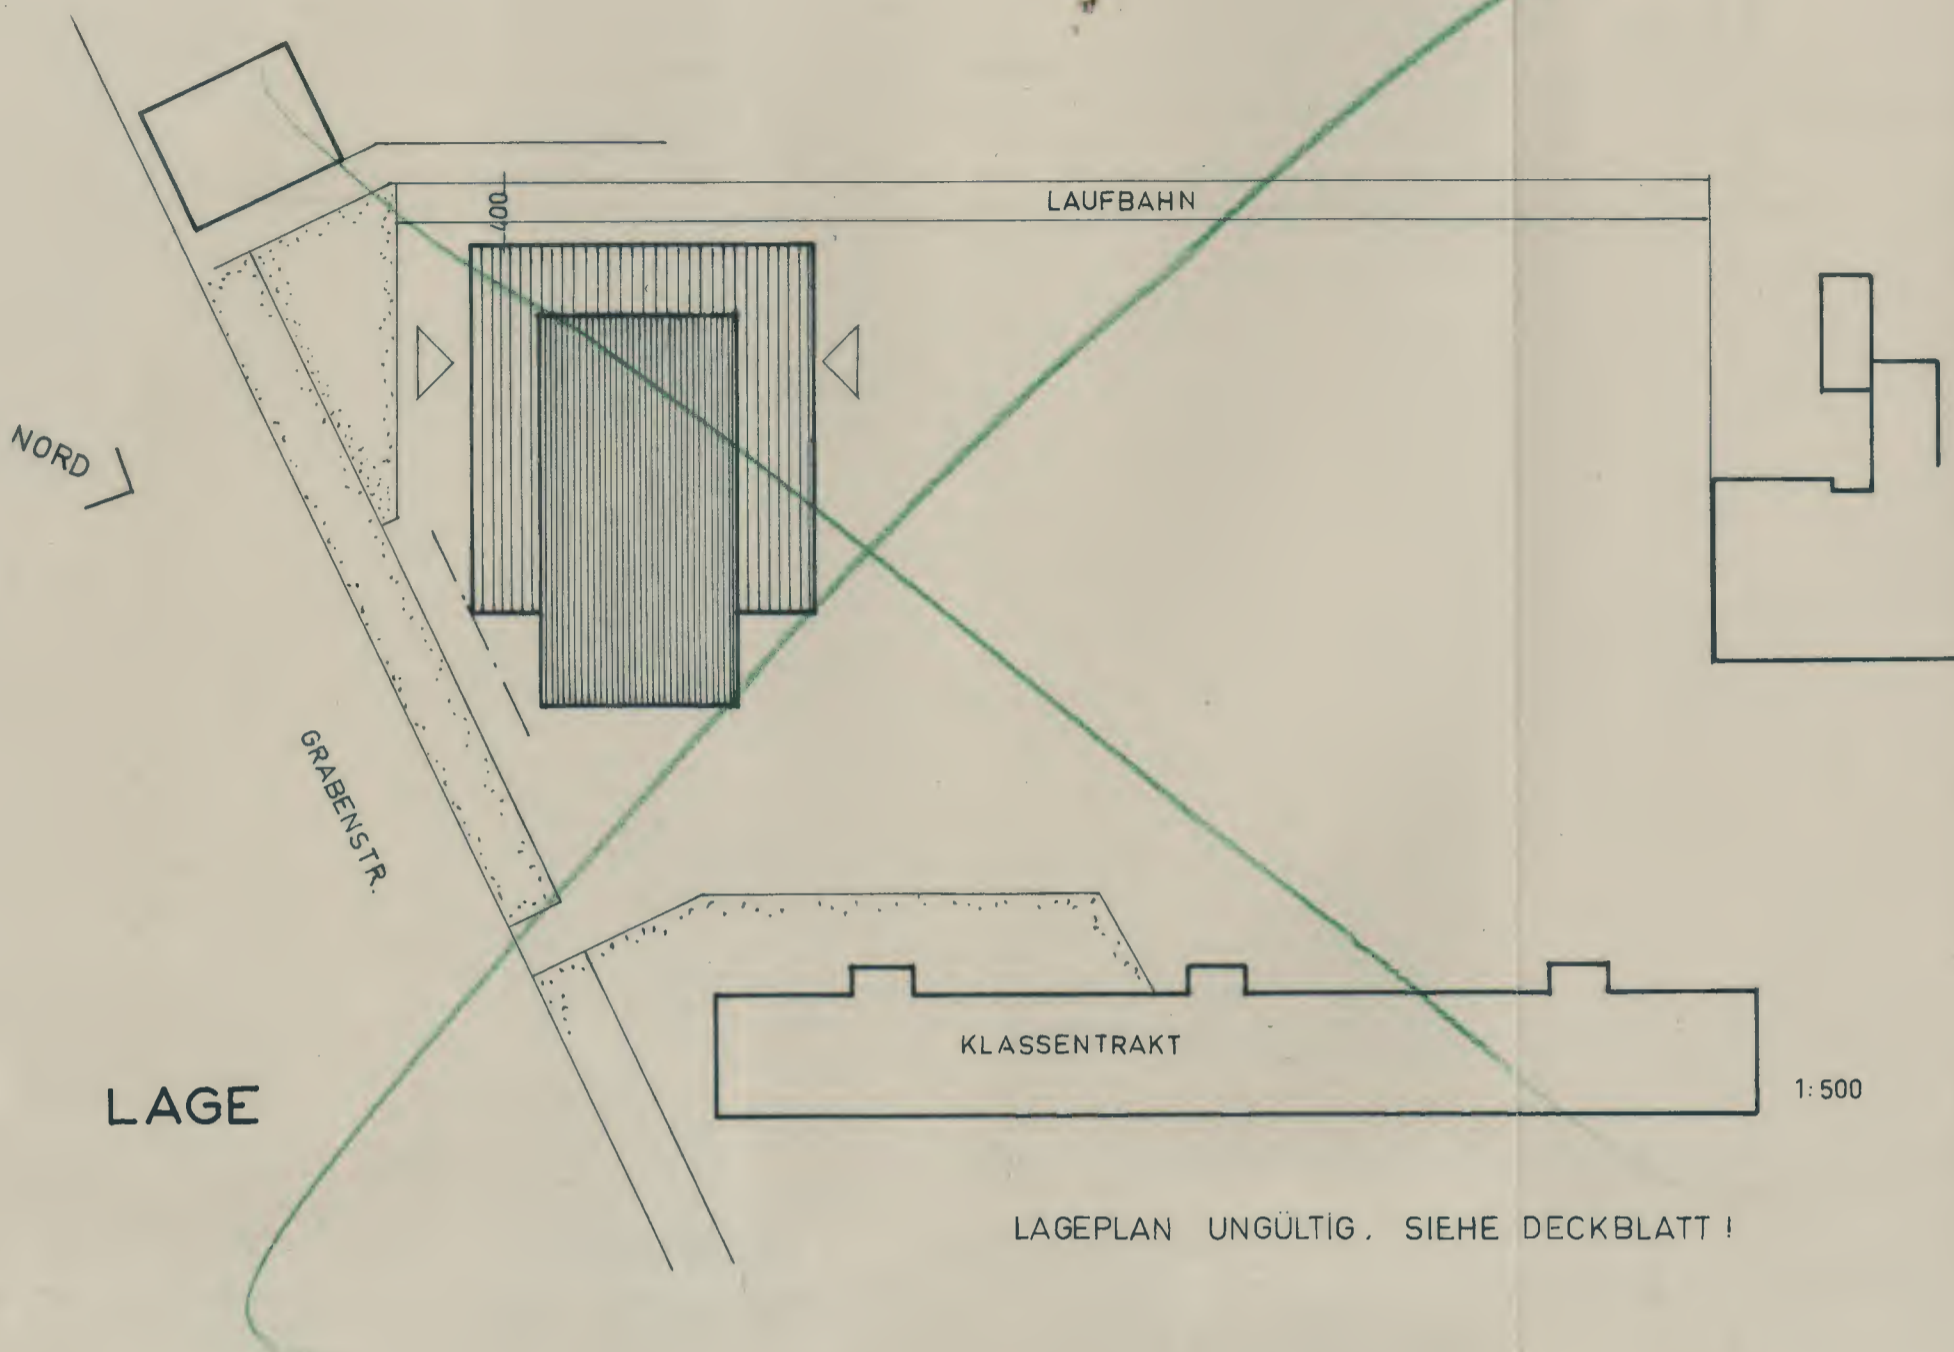 400
LAUFBAHN
NORD
GRABENSTR.
KLASSENTRAKT
LAGE
1:500
LAGEPLAN UNGÜLTIG. SIEHE DECKBLATT!